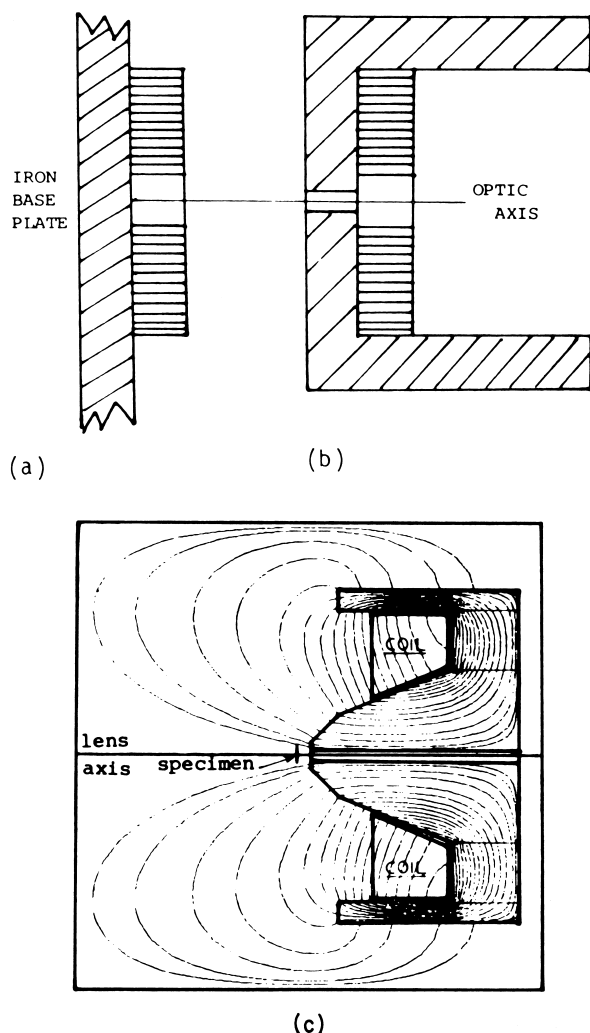 IRON
BASE
PLATE
OPTIC
AXIS
(a)
(b)
COIL
lens
axis
specimen
COIL
(c)